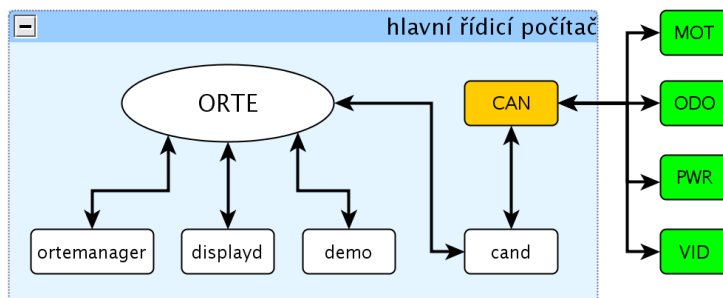 hlavní řídicí počítač
MOT
ORTE
CAN
ODO
PWR
ortemanager
displayd
demo
cand
VID